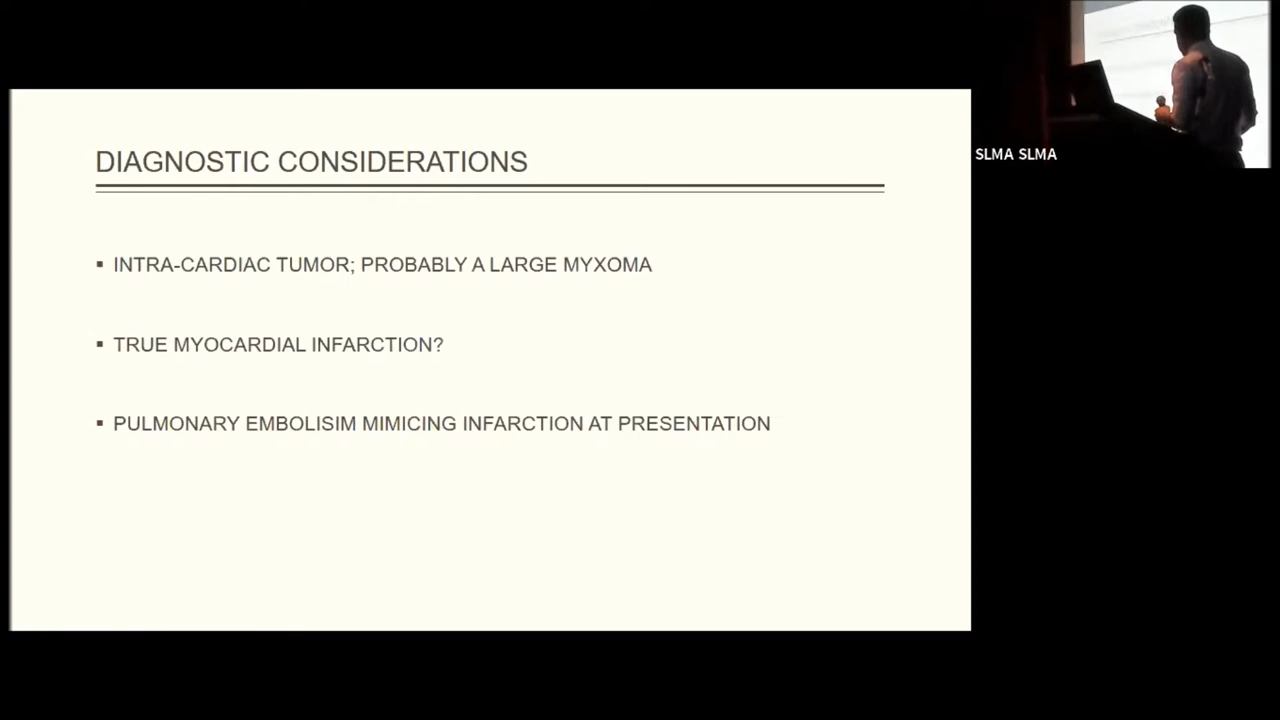 DIAGNOSTIC CONSIDERATIONS
▪ INTRA-CARDIAC TUMOR; PROBABLY A LARGE MYXOMA
▪ TRUE MYOCARDIAL INFARCTION?
▪ PULMONARY EMBOLISIM MIMICING INFARCTION AT PRESENTATION
SLMA SLMA